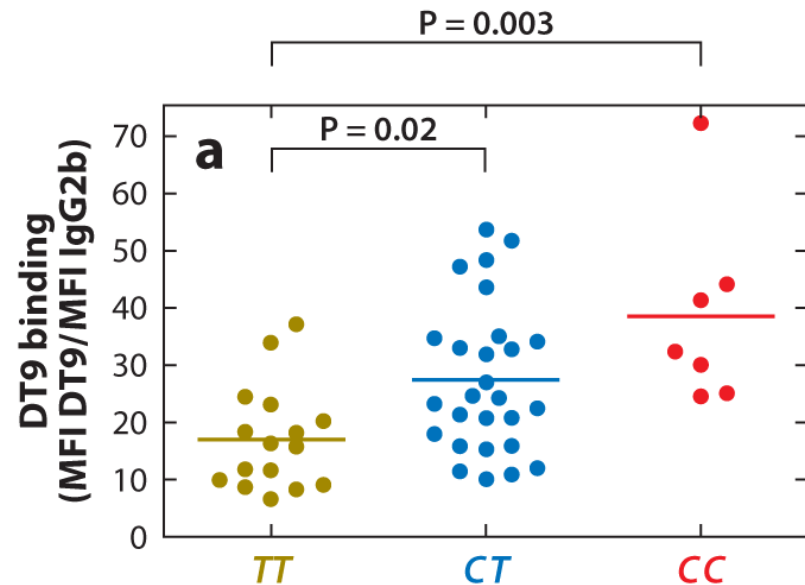 P = 0.003
a
P = 0.02
DT9 binding
(MFI DT9/MFI IgG2b)
70
60
50
40
30
20
10
0
TT
CT
CC